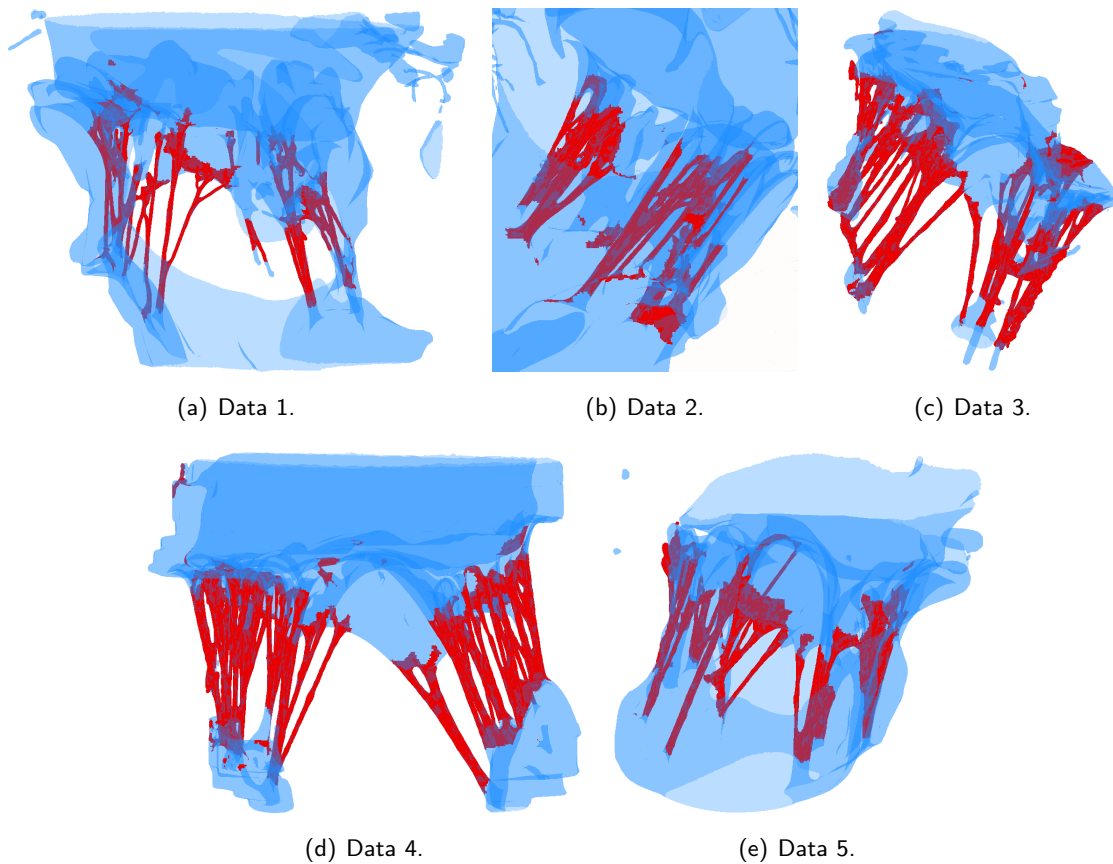 (a) Data 1.
(b) Data 2.
(c) Data 3.
(d) Data 4.
(e) Data 5.